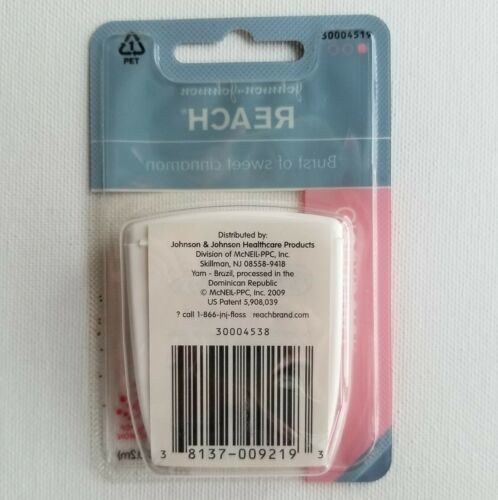 30004519
1
PET
Johnson & Johnson
REACH®
Burst of sweet cinnamon
Distributed by:
Johnson & Johnson Healthcare Products
Division of McNEIL-PPC, Inc.
Skillman, NJ 08558-9418
Yarn - Brazil, processed in the
Dominican Republic
© McNEIL-PPC, Inc. 2009
US Patent 5,908,039
? call 1-866-jnj-floss reachbrand.com
30004538
3 8137-009219 3